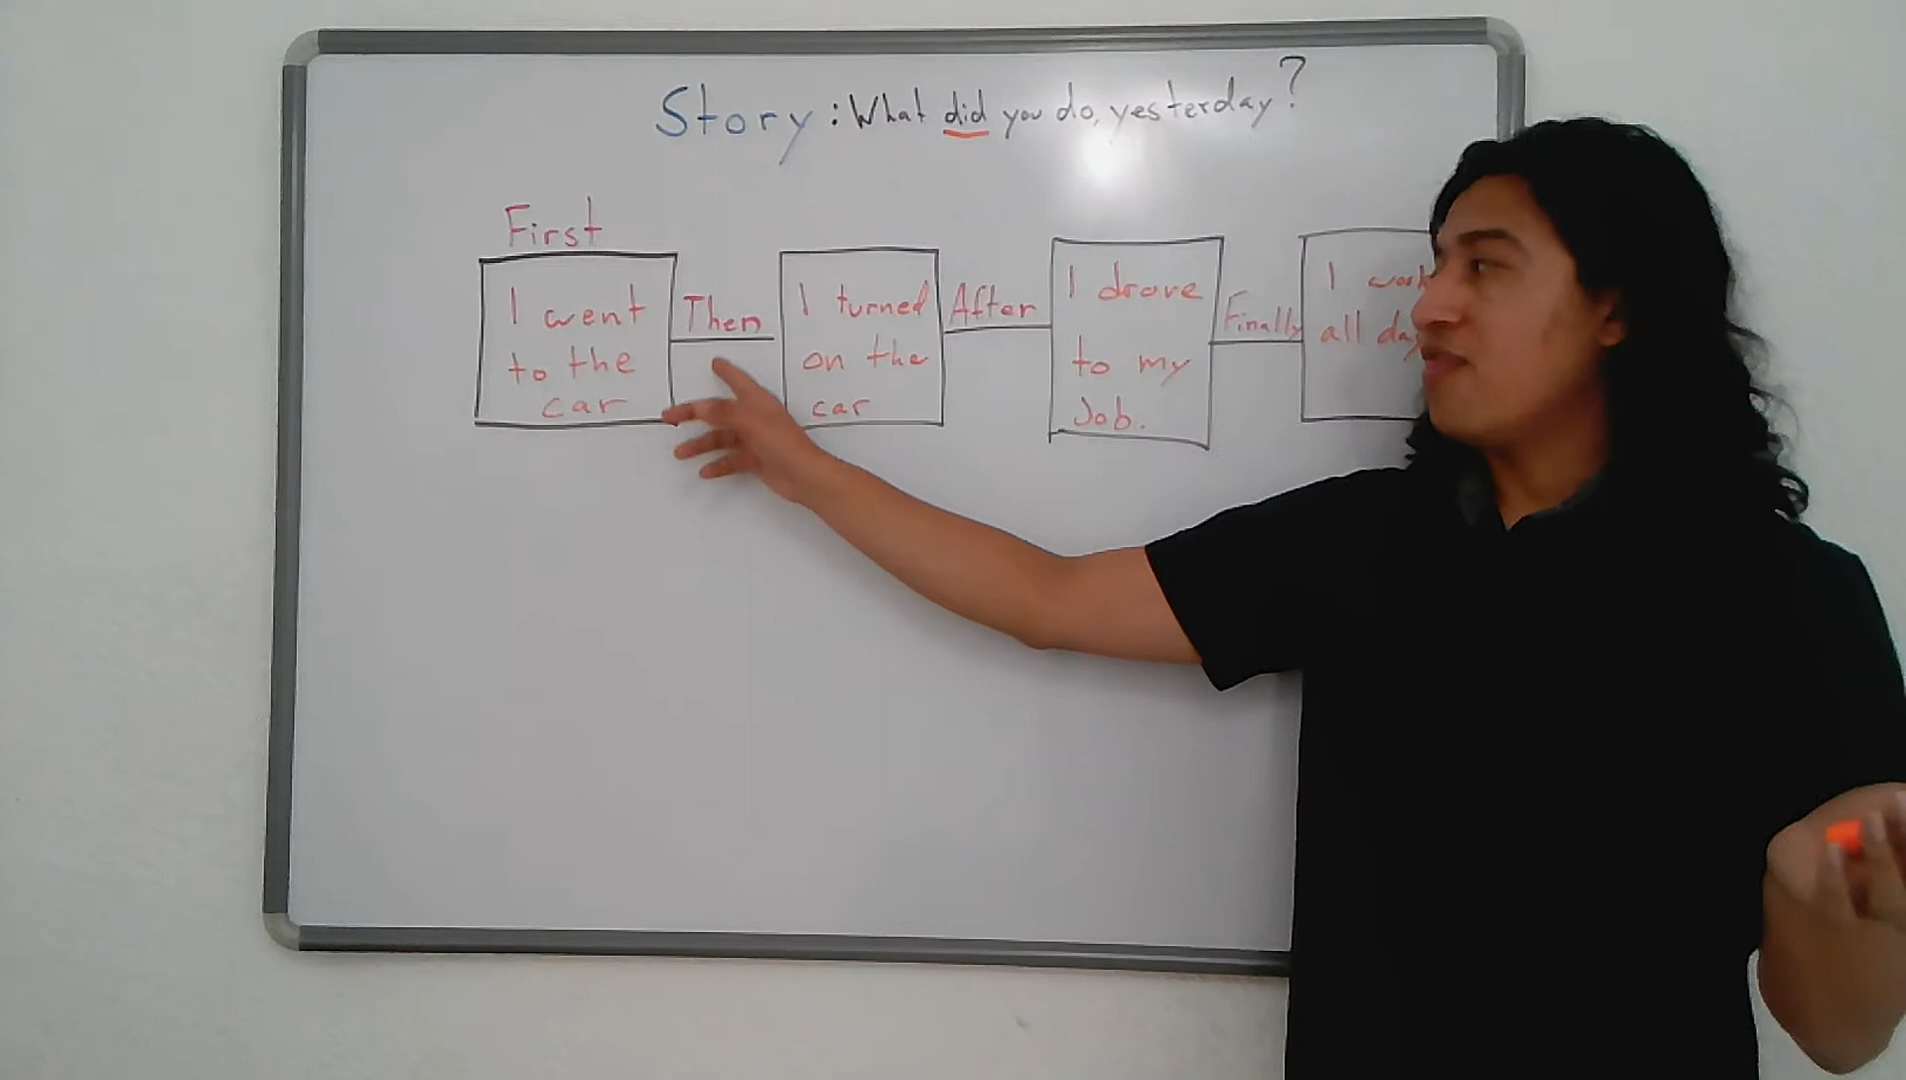 Story: What did you do, yesterday?
First
I went
to the
car
Then
I turned
on the
car
After
I drove
to my
Job.
Finally
I
all